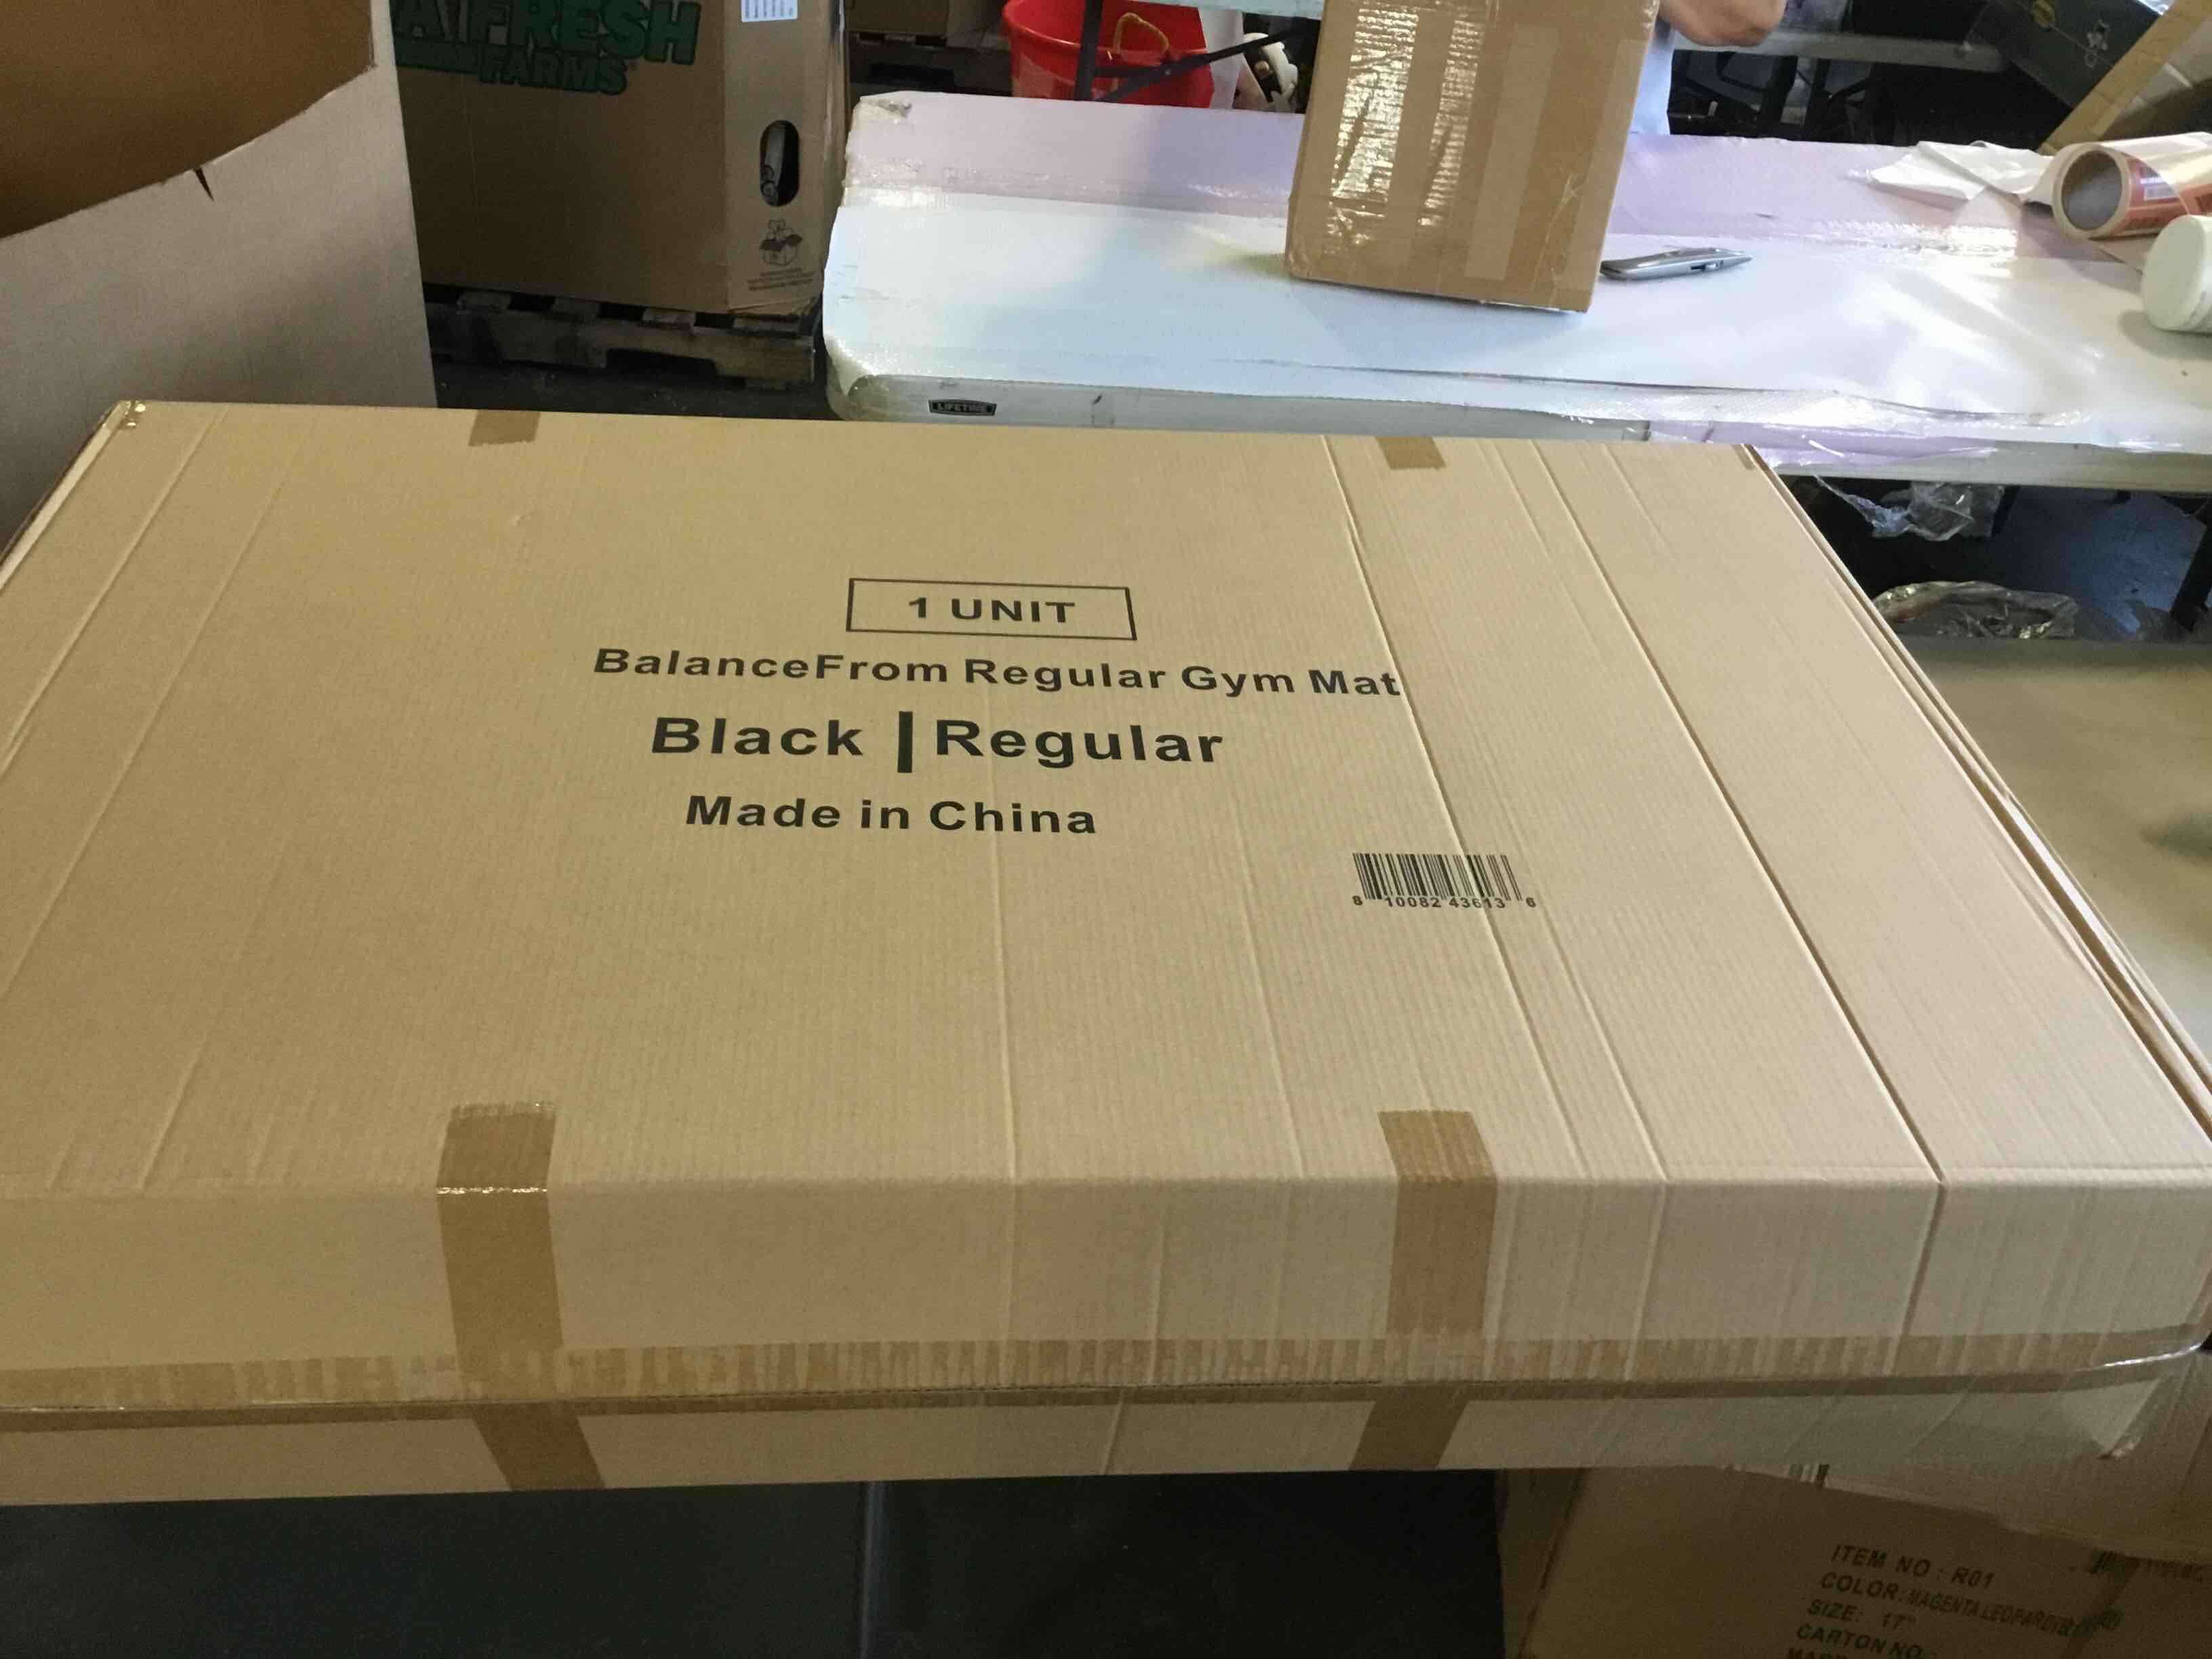 A FRESH
FARMS
LIFETIME
1 UNIT
BalanceFrom Regular Gym Mat
Black | Regular
Made in China
8 10082 43613 6
ITEM NO : R01
COLOR: MAGENTA LEOPARD
SIZE: 17"
CARTON NO